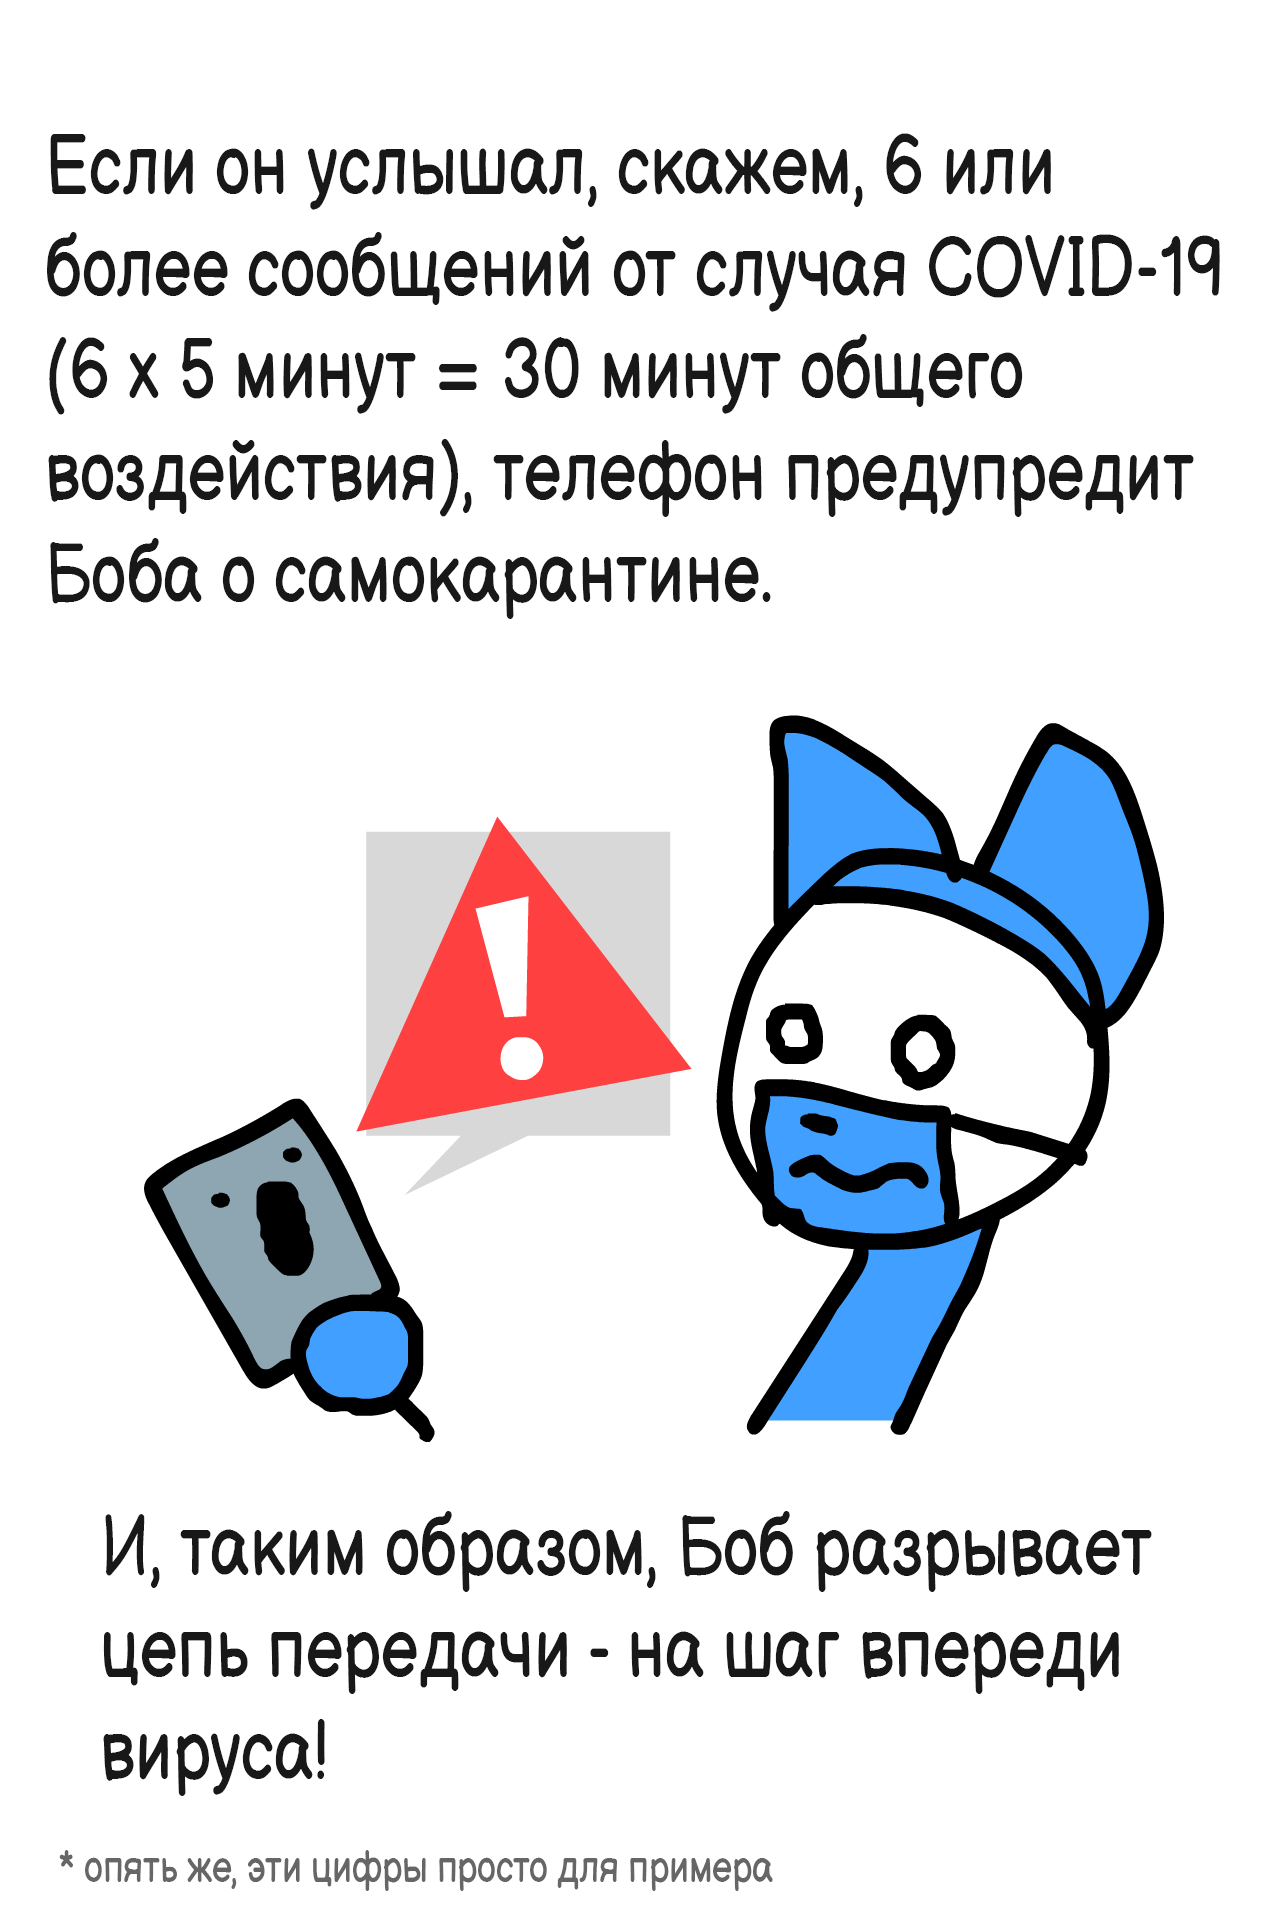 Если он услышал, скажем, 6 или
более сообщений от случая COVID-19
(6 x 5 минут = 30 минут общего
воздействия), телефон предупредит
Боба о самокарантине.
!
И, таким образом, Боб разрывает
цепь передачи - на шаг впереди
вируса!
* опять же, эти цифры просто для примера